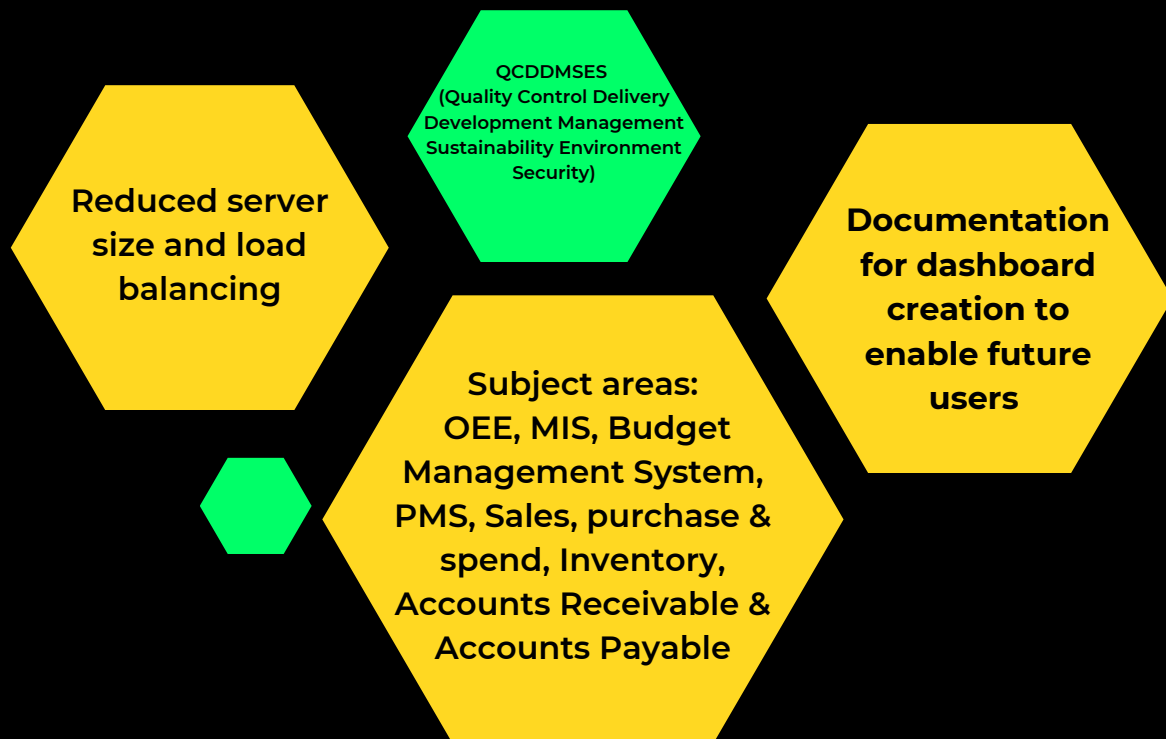 QCDDMSES
(Quality Control Delivery
Development Management
Sustainability Environment
Security)
Reduced server
size and load
balancing
Documentation
for dashboard
creation to
enable future
users
Subject areas:
OEE, MIS, Budget
Management System,
PMS, Sales, purchase &
spend, Inventory,
Accounts Receivable &
Accounts Payable